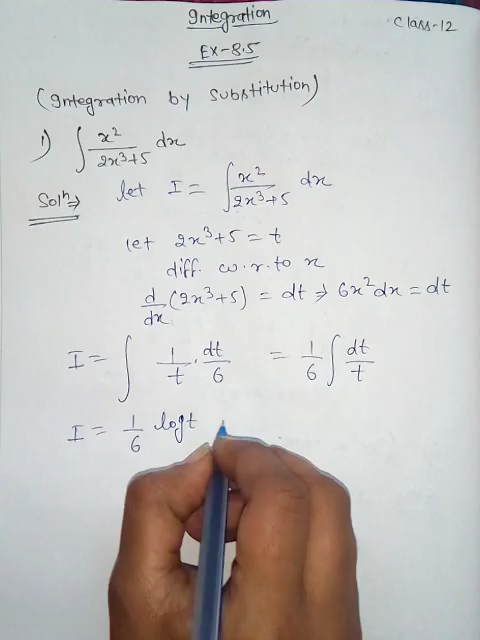 Integration
Class-12
EX-8.5
(Integration by substitution)
1) ∫ x²/2x³+5 dx
Solⁿ⇒ let I = ∫ x²/2x³+5 dx
let 2x³+5 = t
diff. w.r.to x
d/dx (2x³+5) = dt ⇒ 6x²dx = dt
I = ∫ 1/t · dt/6 = 1/6 ∫ dt/t
I = 1/6 logt